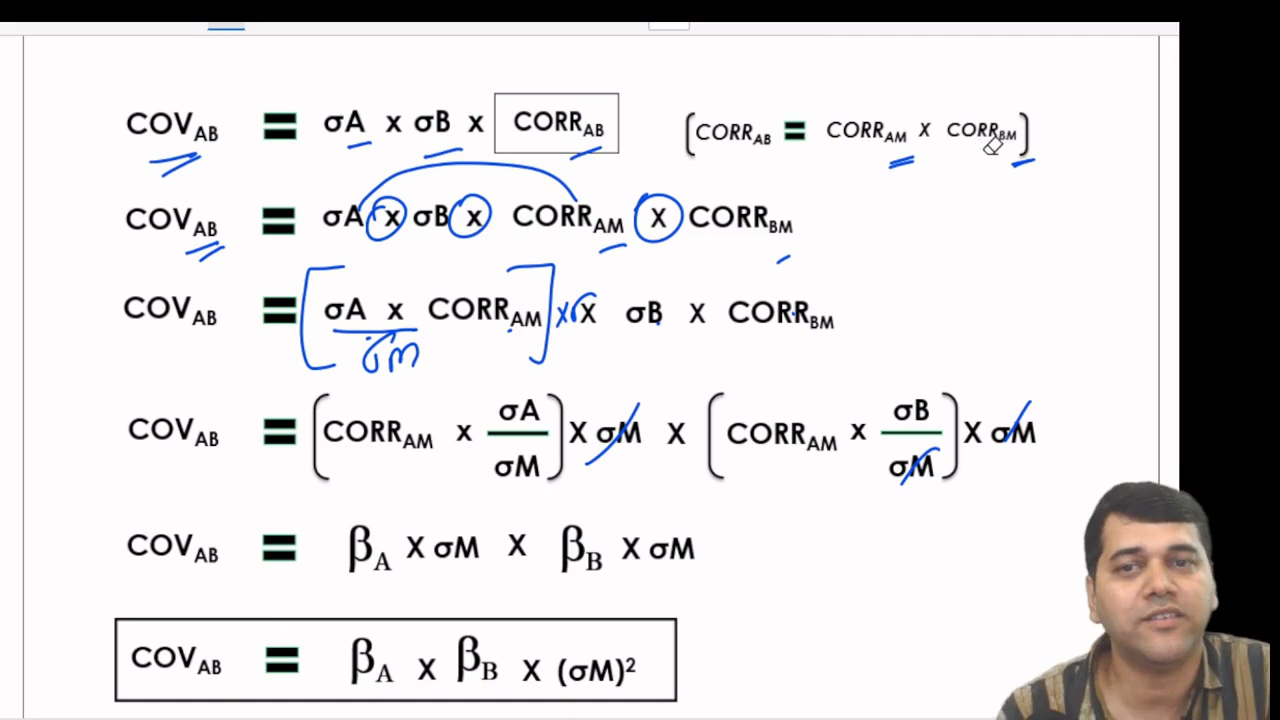 COV_AB = σA x σB x CORR_AB [CORR_AB = CORR_AM X CORR_BM]
COV_AB = σA x σB x CORR_AM X CORR_BM
COV_AB = [σA x CORR_AM] x X σB X CORR_BM
σM
COV_AB = (CORR_AM x σA/σM) X σM X (CORR_AM x σB/σM) X σM
COV_AB = β_A X σM X β_B X σM
COV_AB = β_A X β_B X (σM)²